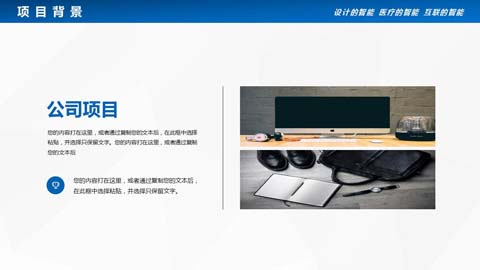 项目背景
设计的智能 医疗的智能 互联的智能
公司项目
您的内容打在这里，或者通过复制您的文本后，在此框中选择
粘贴，并选择只保留文字。您的内容打在这里，或者通过复制
您的文本后
您的内容打在这里，或者通过复制您的文本后，
在此框中选择粘贴，并选择只保留文字。